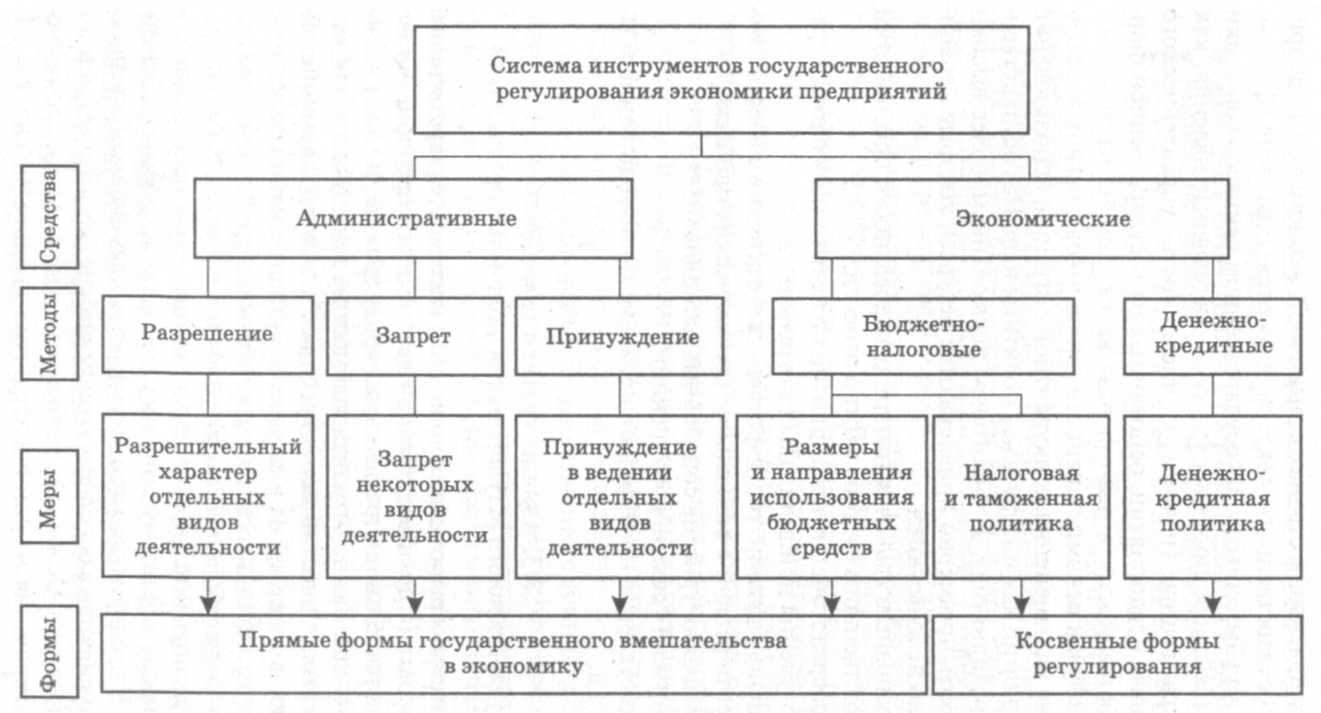 Система инструментов государственного
регулирования экономики предприятий
Средства
Административные
Экономические
Методы
Разрешение
Запрет
Принуждение
Бюджетно-
налоговые
Денежно-
кредитные
Меры
Разрешительный
характер
отдельных
видов
деятельности
Запрет
некоторых
видов
деятельности
Принуждение
в ведении
отдельных
видов
деятельности
Размеры
и направления
использования
бюджетных
средств
Налоговая
и таможенная
политика
Денежно-
кредитная
политика
Формы
Прямые формы государственного вмешательства
в экономику
Косвенные формы
регулирования